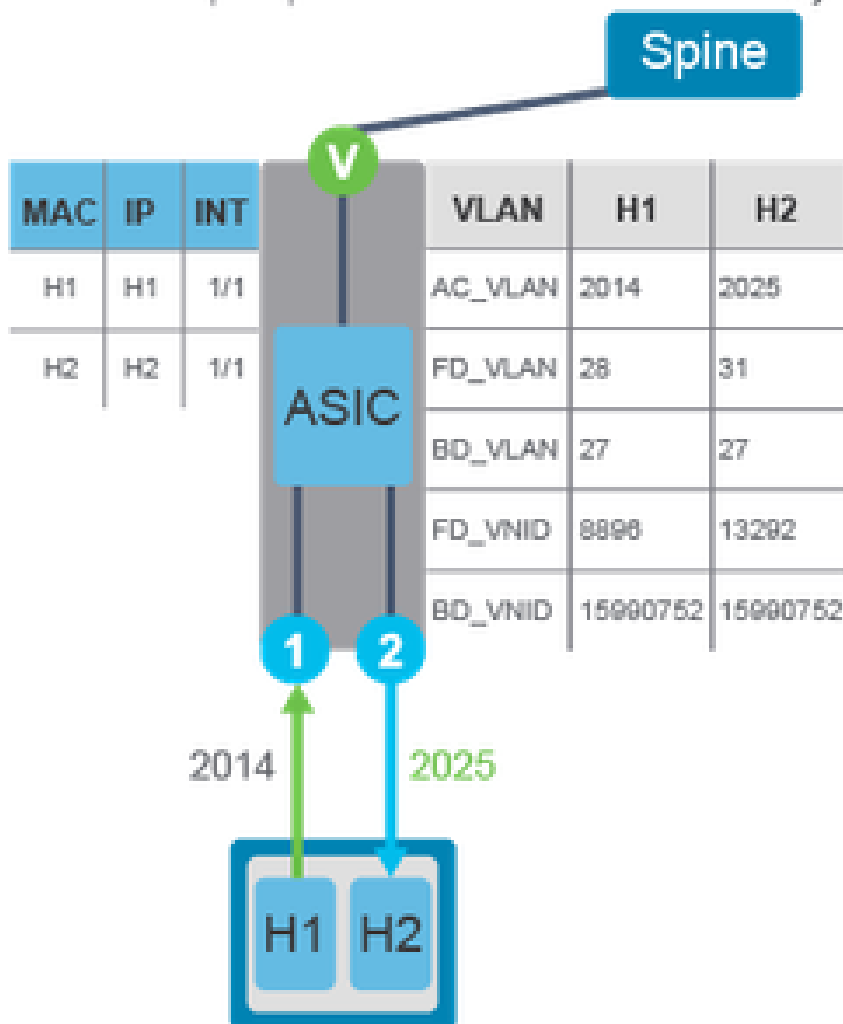 Spine
V
MAC IP INT
H1 H1 1/1
H2 H2 1/1
ASIC
VLAN H1 H2
AC_VLAN 2014 2025
FD_VLAN 28 31
BD_VLAN 27 27
FD_VNID 8896 13292
BD_VNID 15990752 15990752
1 2
2014 2025
H1 H2